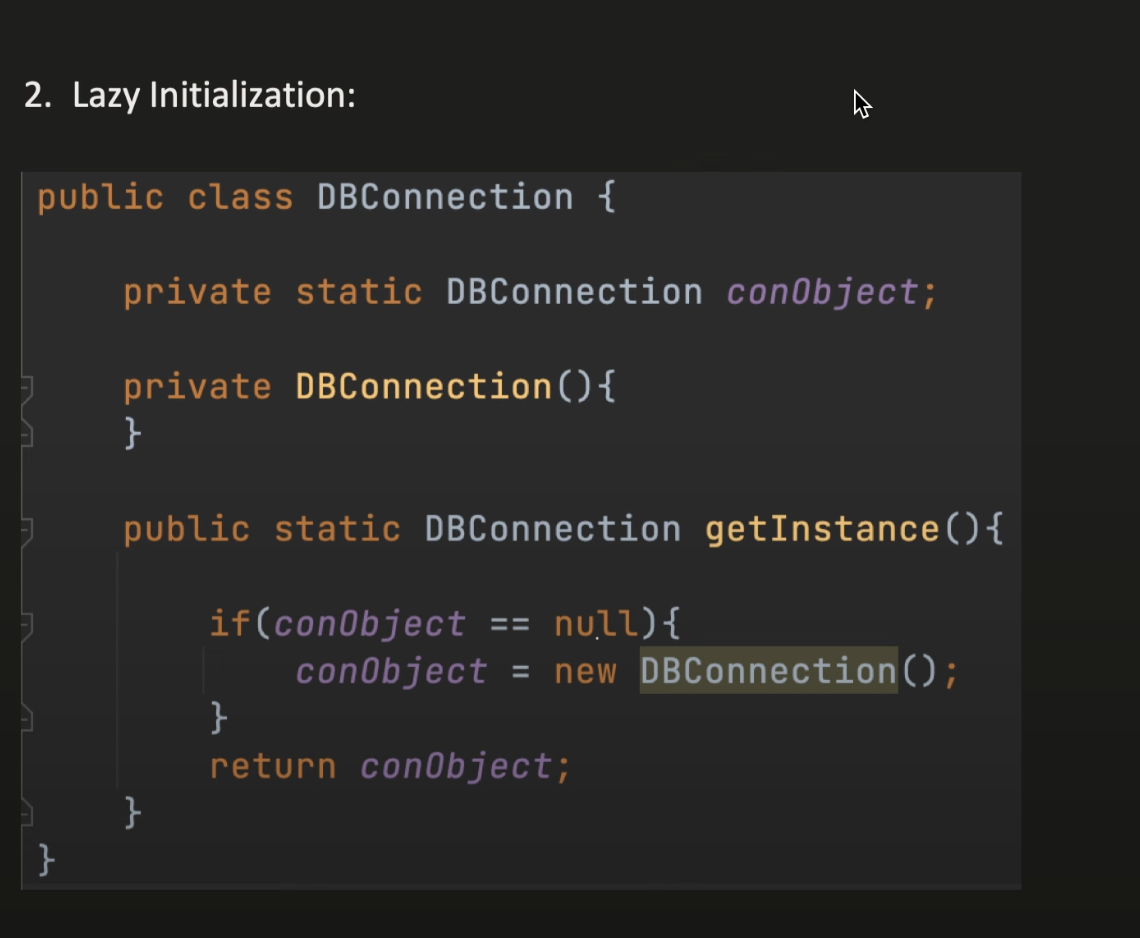 2. Lazy Initialization:
public class DBConnection {
private static DBConnection conObject;
private DBConnection(){
}
public static DBConnection getInstance(){
if(conObject == null){
conObject = new DBConnection();
}
return conObject;
}
}